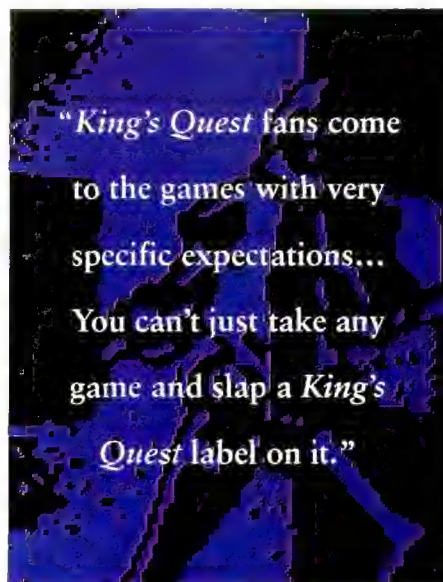 “King's Quest fans come
to the games with very
specific expectations...
You can't just take any
game and slap a King's
Quest label on it.”